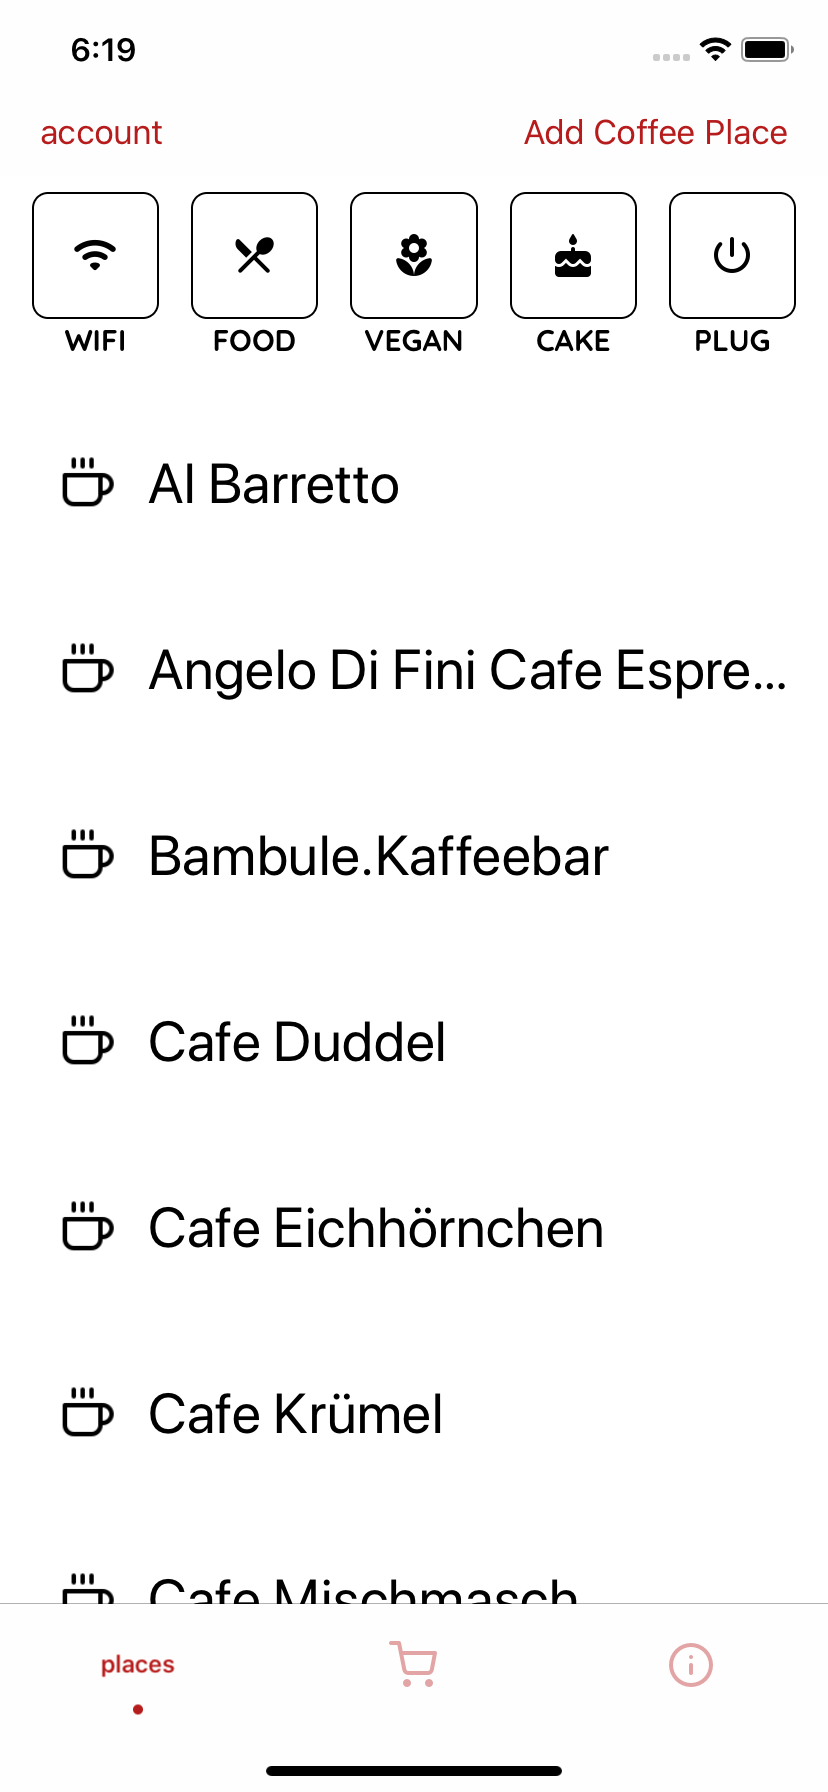 6:19
account Add Coffee Place
WIFI FOOD VEGAN CAKE PLUG
Al Barretto
Angelo Di Fini Cafe Espre...
Bambule.Kaffeebar
Cafe Duddel
Cafe Eichhörnchen
Cafe Krümel
Cafe Mischmasch
places